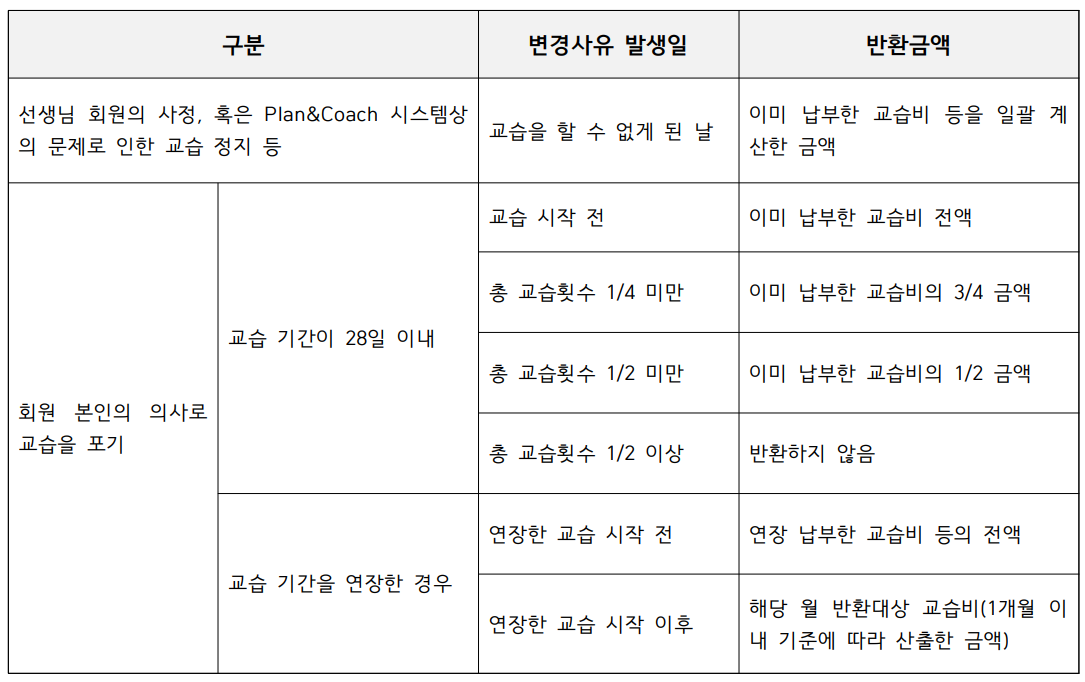 구분
변경사유 발생일
반환금액
선생님 회원의 사정, 혹은 Plan&Coach 시스템상
의 문제로 인한 교습 정지 등
교습을 할 수 없게 된 날
이미 납부한 교습비 등을 일괄 계
산한 금액
회원 본인의 의사로
교습을 포기
교습 기간이 28일 이내
교습 시작 전
이미 납부한 교습비 전액
총 교습횟수 1/4 미만
이미 납부한 교습비의 3/4 금액
총 교습횟수 1/2 미만
이미 납부한 교습비의 1/2 금액
총 교습횟수 1/2 이상
반환하지 않음
교습 기간을 연장한 경우
연장한 교습 시작 전
연장 납부한 교습비 등의 전액
연장한 교습 시작 이후
해당 월 반환대상 교습비(1개월 이
내 기준에 따라 산출한 금액)